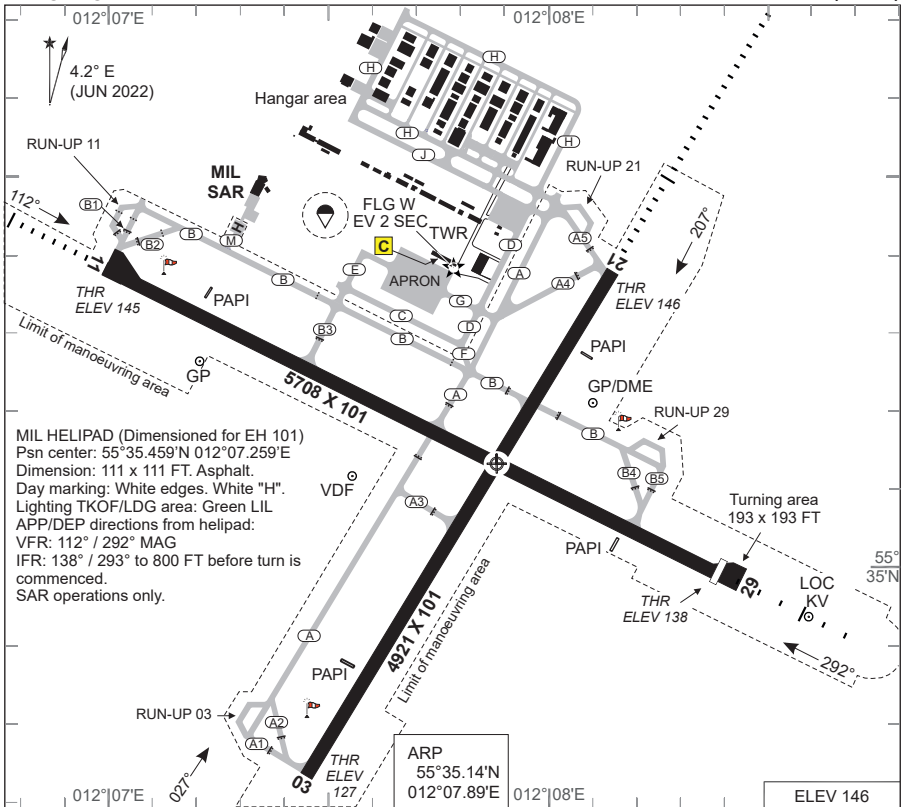 012°07'E
012°08'E
4.2° E
(JUN 2022)
Hangar area
H
H
H
H
H
J
RUN-UP 11
RUN-UP 21
MIL
SAR
FLG W
EV 2 SEC
TWR
C
112°
207°
B1
B2
B
M
H
D
A
A5
A4
11
THR
ELEV 145
PAPI
B
E
APRON
G
C
D
B3
B
F
21
THR
ELEV 146
PAPI
Limit of manoeuvring area
GP
5708 X 101
B
A
GP/DME
RUN-UP 29
B
B4
B5
MIL HELIPAD (Dimensioned for EH 101)
Psn center: 55°35.459'N 012°07.259'E
Dimension: 111 x 111 FT. Asphalt.
Day marking: White edges. White "H".
Lighting TKOF/LDG area: Green LIL
APP/DEP directions from helipad:
VFR: 112° / 292° MAG
IFR: 138° / 293° to 800 FT before turn is
commenced.
SAR operations only.
VDF
A3
Turning area
193 x 193 FT
PAPI
55°
35'N
29
THR
ELEV 138
LOC
KV
292°
A
4921 X 101
Limit of manoeuvring area
PAPI
RUN-UP 03
A2
A1
027°
03
THR
ELEV
127
ARP
55°35.14'N
012°07.89'E
012°07'E
012°08'E
ELEV 146